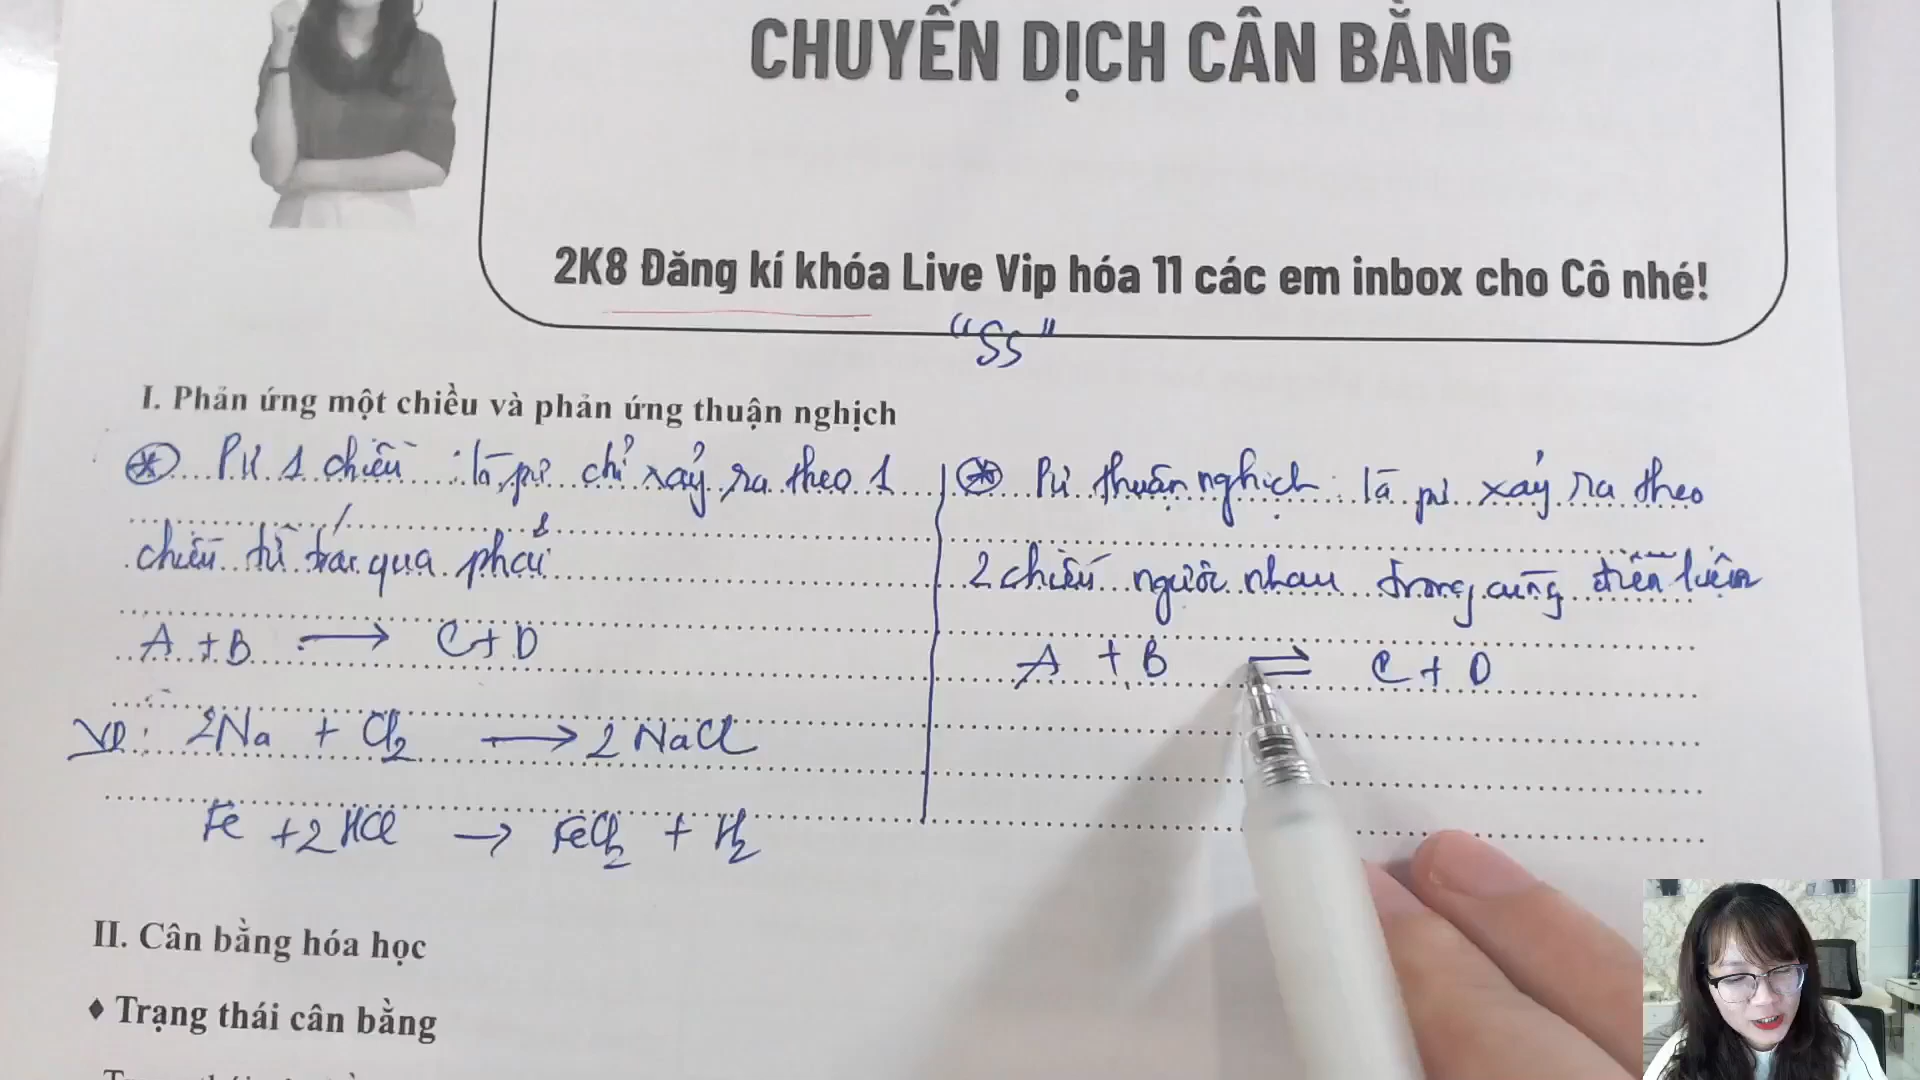 CHUYỂN DỊCH CÂN BẰNG
2K8 Đăng kí khóa Live Vip hóa 11 các em inbox cho Cô nhé!
"SS"
I. Phản ứng một chiều và phản ứng thuận nghịch
Pư 1 chiều : là pư chỉ xảy ra theo 1
chiều từ trái qua phải
A + B → C + D
VD: 2Na + Cl2 → 2NaCl
Fe + 2HCl → FeCl2 + H2
Pư thuận nghịch : là pư xảy ra theo
2 chiều ngược nhau trong cùng điều kiện
A + B ⇌ C + D
II. Cân bằng hóa học
♦ Trạng thái cân bằng